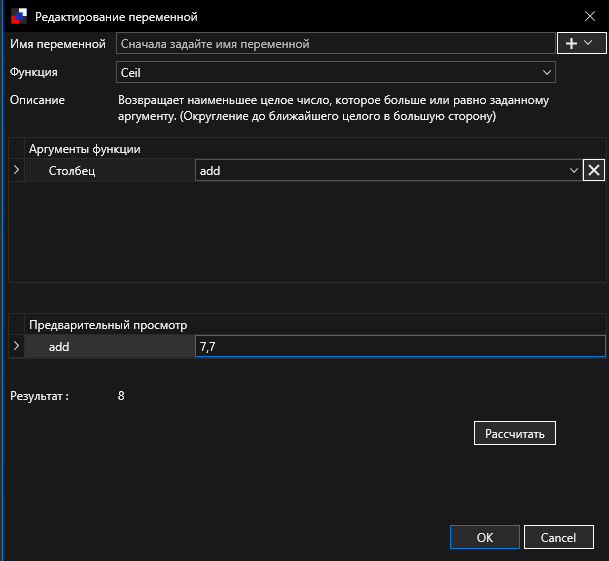 Редактирование переменной
Имя переменной Сначала задайте имя переменной
Функция Ceil
Описание Возвращает наименьшее целое число, которое больше или равно заданному
аргументу. (Округление до ближайшего целого в большую сторону)
Аргументы функции
Столбец add
Предварительный просмотр
add 7,7
Результат : 8
Рассчитать
OK Cancel